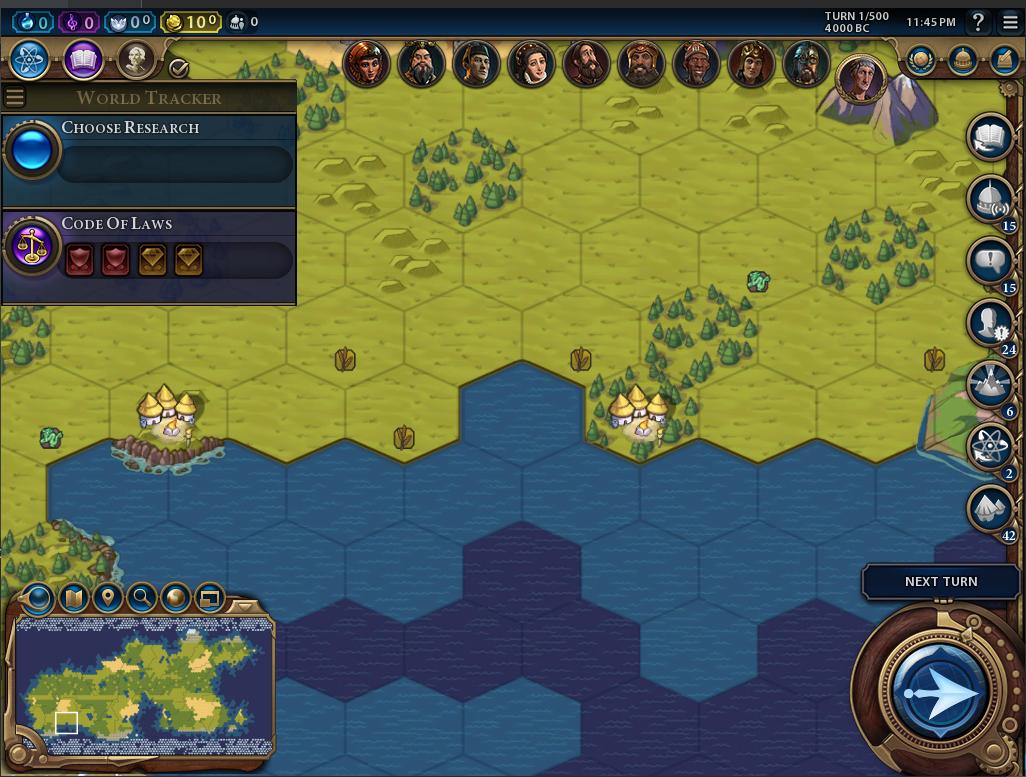 0 0 0 0 10 0 0
TURN 1/500
4000 BC
11:45 PM ?
WORLD TRACKER
CHOOSE RESEARCH
CODE OF LAWS
15
15
24
6
2
42
NEXT TURN